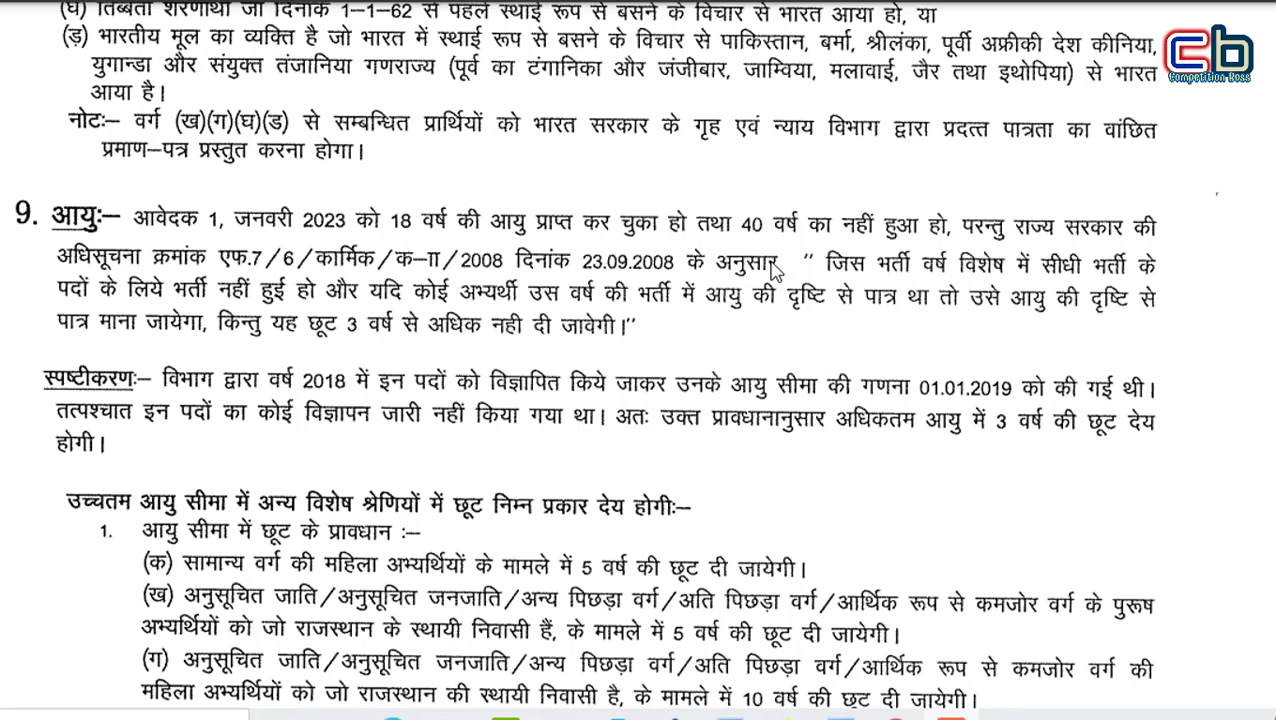 (घ) तिब्बती शरणार्थी जो दिनांक 1–1–62 से पहले स्थाई रूप से बसने के विचार से भारत आया हो, या
(ड़) भारतीय मूल का व्यक्ति है जो भारत में स्थाई रूप से बसने के विचार से पाकिस्तान, बर्मा, श्रीलंका, पूर्वी अफ्रीकी देश कीनिया,
युगान्डा और संयुक्त तंजानिया गणराज्य (पूर्व का टंगानिका और जंजीबार, जाम्विया, मलावाई, जैर तथा इथोपिया) से भारत
आया है।
Cb
Competition Boss
नोटः– वर्ग (ख)(ग)(घ)(ड) से सम्बन्धित प्रार्थियों को भारत सरकार के गृह एवं न्याय विभाग द्वारा प्रदत्त पात्रता का वांछित
प्रमाण–पत्र प्रस्तुत करना होगा।
9. आयुः– आवेदक 1, जनवरी 2023 को 18 वर्ष की आयु प्राप्त कर चुका हो तथा 40 वर्ष का नहीं हुआ हो, परन्तु राज्य सरकार की
अधिसूचना क्रमांक एफ.7/6/कार्मिक/क–II/2008 दिनांक 23.09.2008 के अनुसार " जिस भर्ती वर्ष विशेष में सीधी भर्ती के
पदों के लिये भर्ती नहीं हुई हो और यदि कोई अभ्यर्थी उस वर्ष की भर्ती में आयु की दृष्टि से पात्र था तो उसे आयु की दृष्टि से
पात्र माना जायेगा, किन्तु यह छूट 3 वर्ष से अधिक नही दी जावेगी।"
स्पष्टीकरणः– विभाग द्वारा वर्ष 2018 में इन पदों को विज्ञापित किये जाकर उनके आयु सीमा की गणना 01.01.2019 को की गई थी।
तत्पश्चात इन पदों का कोई विज्ञापन जारी नहीं किया गया था। अतः उक्त प्रावधानानुसार अधिकतम आयु में 3 वर्ष की छूट देय
होगी।
उच्चतम आयु सीमा में अन्य विशेष श्रेणियों में छूट निम्न प्रकार देय होगीः–
1. आयु सीमा में छूट के प्रावधान :–
(क) सामान्य वर्ग की महिला अभ्यर्थियों के मामले में 5 वर्ष की छूट दी जायेगी।
(ख) अनुसूचित जाति/अनुसूचित जनजाति/अन्य पिछड़ा वर्ग/अति पिछड़ा वर्ग/आर्थिक रूप से कमजोर वर्ग के पुरूष
अभ्यर्थियों को जो राजस्थान के स्थायी निवासी हैं, के मामले में 5 वर्ष की छूट दी जायेगी।
(ग) अनुसूचित जाति/अनुसूचित जनजाति/अन्य पिछड़ा वर्ग/अति पिछड़ा वर्ग/आर्थिक रूप से कमजोर वर्ग की
महिला अभ्यर्थियों को जो राजस्थान की स्थायी निवासी है, के मामले में 10 वर्ष की छूट दी जायेगी।